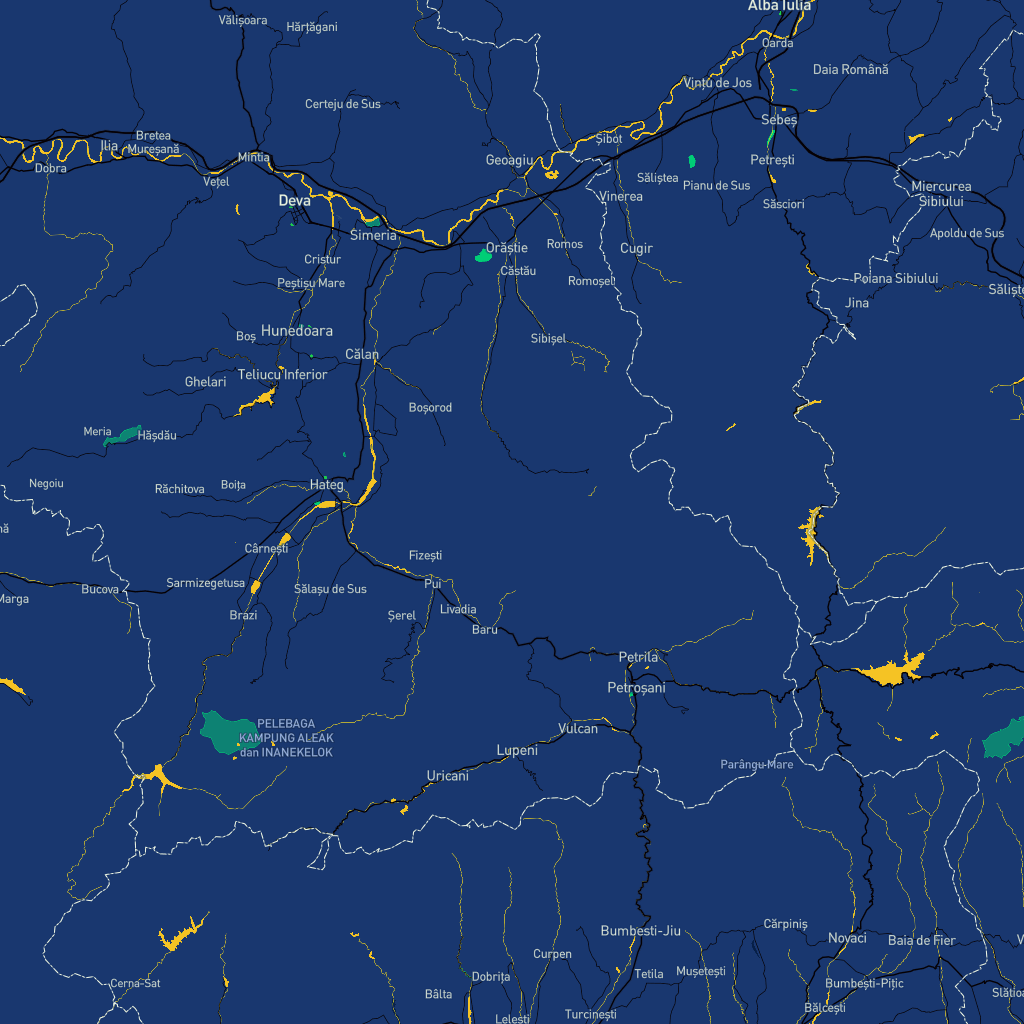 Alba Iulia
Vălișoara
Hărțăgani
Oarda
Daia Română
Vințu de Jos
Certeju de Sus
Sebeș
Bretea
Mureșană
Ilia
Șibot
Mintia
Geoagiu
Petrești
Dobra
Vețel
Săliștea
Pianu de Sus
Miercurea
Sibiului
Deva
Vinerea
Săsciori
Simeria
Apoldu de Sus
Orăștie
Romos
Cugir
Cristur
Căstău
Peștișu Mare
Romoșel
Poiana Sibiului
Săliște
Jina
Hunedoara
Boș
Sibișel
Călan
Teliucu Inferior
Ghelari
Boșorod
Meria
Hășdău
Negoiu
Răchitova
Boița
Hateg
nă
Cârnești
Fizești
Sarmizegetusa
Bucova
Sălașu de Sus
Pui
Marga
Brazi
Șerel
Livadia
Baru
Petrila
Petroșani
PELEBAGA
KAMPUNG ALEAK
dan INANEKELOK
Vulcan
Lupeni
Parângu-Mare
Uricani
Bumbesti-Jiu
Cărpiniș
Novaci
Baia de Fier
V
Curpen
Tetila
Mușetești
Dobrița
Cerna-Sat
Bumbești-Pițic
Bâlta
Slătioa
Bălcești
Turcinești
Lelești